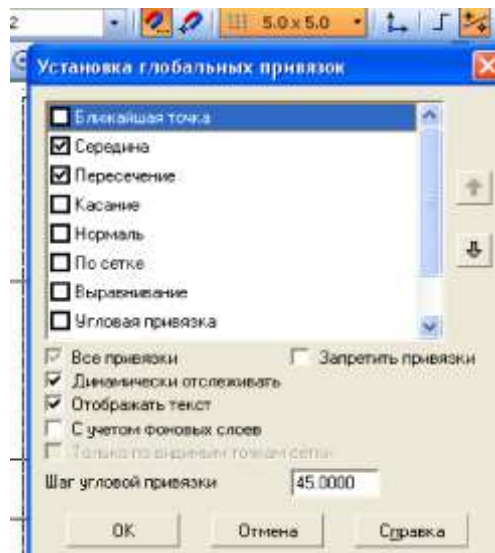 2 5.0 x 5.0
Установка глобальных привязок
Ближайшая точка
Середина
Пересечение
Касание
Нормаль
По сетке
Выравнивание
Угловая привязка
Все привязки Запретить привязки
Динамически отслеживать
Отображать текст
С учетом фоновых слоев
Только по видимым точкам сетки
Шаг угловой привязки 45.0000
OK Отмена Справка